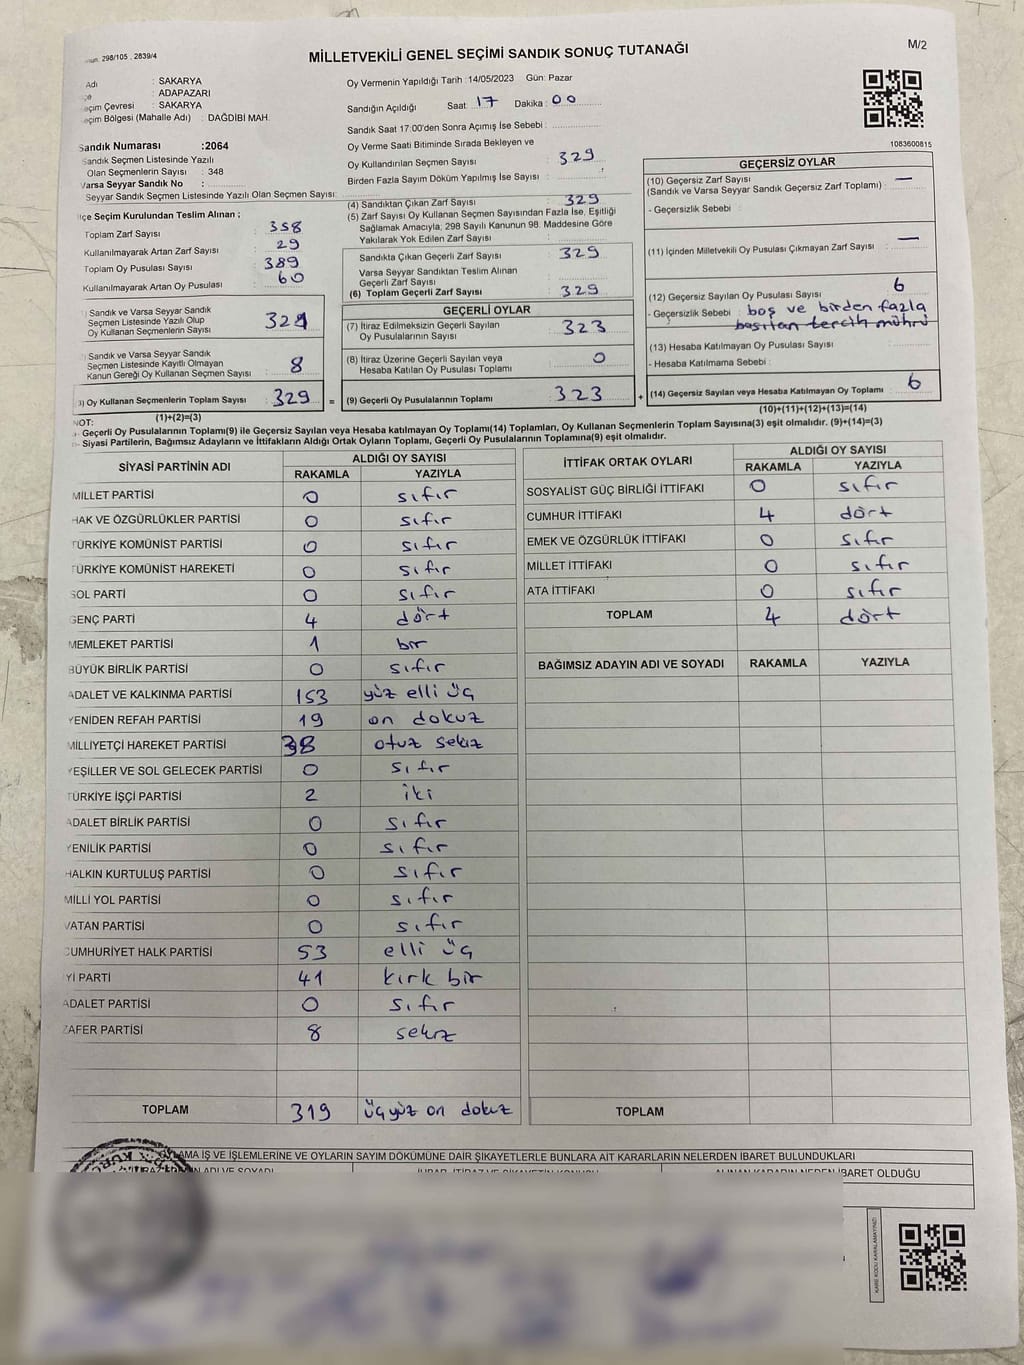 298/105 , 2839/4
MİLLETVEKİLİ GENEL SEÇİMİ SANDIK SONUÇ TUTANAĞI
M/2
Adı : SAKARYA
: ADAPAZARI
eçim Çevresi : SAKARYA
eçim Bölgesi (Mahalle Adı) : DAĞDİBİ MAH.
Sandık Numarası :2064
Sandık Seçmen Listesinde Yazılı
Olan Seçmenlerin Sayısı : 348
Varsa Seyyar Sandık No :
Seyyar Sandık Seçmen Listesinde Yazılı Olan Seçmen Sayısı:
İlçe Seçim Kurulundan Teslim Alınan ;
Toplam Zarf Sayısı : 358
Kullanılmayarak Artan Zarf Sayısı : 29
Toplam Oy Pusulası Sayısı : 389
Kullanılmayarak Artan Oy Pusulası : 60
Sandık ve Varsa Seyyar Sandık
Seçmen Listesinde Yazılı Olup
Oy Kullanan Seçmenlerin Sayısı 321
Sandık ve Varsa Seyyar Sandık
Seçmen Listesinde Kayıtlı Olmayan
Kanun Gereği Oy Kullanan Seçmen Sayısı 8
3) Oy Kullanan Seçmenlerin Toplam Sayısı 329 =
(1)+(2)=(3)
Oy Vermenin Yapıldığı Tarih :14/05/2023 Gün: Pazar
Sandığın Açıldığı Saat 17 Dakika : 00
Sandık Saat 17:00'den Sonra Açımış İse Sebebi :
Oy Verme Saati Bitiminde Sırada Bekleyen ve
Oy Kullandırılan Seçmen Sayısı : 329
Birden Fazla Sayım Döküm Yapılmış İse Sayısı :
(4) Sandıktan Çıkan Zarf Sayısı : 329
(5) Zarf Sayısı Oy Kullanan Seçmen Sayısından Fazla İse, Eşitliği
Sağlamak Amacıyla; 298 Sayılı Kanunun 98. Maddesine Göre
Yakılarak Yok Edilen Zarf Sayısı :
Sandıkta Çıkan Geçerli Zarf Sayısı : 329
Varsa Seyyar Sandıktan Teslim Alınan
Geçerli Zarf Sayısı :
(6) Toplam Geçerli Zarf Sayısı : 329
GEÇERLİ OYLAR
(7) İtiraz Edilmeksizin Geçerli Sayılan
Oy Pusulalarının Sayısı : 323
(8) İtiraz Üzerine Geçerli Sayılan veya
Hesaba Katılan Oy Pusulası Toplamı : 0
(9) Geçerli Oy Pusulalarının Toplamı : 323 +
1083600815
GEÇERSİZ OYLAR
(10) Geçersiz Zarf Sayısı
(Sandık ve Varsa Seyyar Sandık Geçersiz Zarf Toplamı) : —
- Geçersizlik Sebebi :
(11) İçinden Milletvekili Oy Pusulası Çıkmayan Zarf Sayısı : —
(12) Geçersiz Sayılan Oy Pusulası Sayısı : 6
- Geçersizlik Sebebi : boş ve birden fazla
basılan tercih mührü
(13) Hesaba Katılmayan Oy Pusulası Sayısı :
- Hesaba Katılmama Sebebi :
(14) Geçersiz Sayılan veya Hesaba Katılmayan Oy Toplamı : 6
(10)+(11)+(12)+(13)=(14)
NOT:
- Geçerli Oy Pusulalarının Toplamı(9) ile Geçersiz Sayılan veya Hesaba katılmayan Oy Toplamı(14) Toplamları, Oy Kullanan Seçmenlerin Toplam Sayısına(3) eşit olmalıdır. (9)+(14)=(3)
- Siyasi Partilerin, Bağımsız Adayların ve İttifakların Aldığı Ortak Oyların Toplamı, Geçerli Oy Pusulalarının Toplamına(9) eşit olmalıdır.
SİYASİ PARTİNİN ADI ALDIĞI OY SAYISI
RAKAMLA YAZIYLA
MİLLET PARTİSİ 0 sıfır
HAK VE ÖZGÜRLÜKLER PARTİSİ 0 sıfır
TÜRKİYE KOMÜNİST PARTİSİ 0 sıfır
TÜRKİYE KOMÜNİST HAREKETİ 0 sıfır
SOL PARTİ 0 sıfır
GENÇ PARTİ 4 dört
MEMLEKET PARTİSİ 1 bir
BÜYÜK BİRLİK PARTİSİ 0 sıfır
ADALET VE KALKINMA PARTİSİ 153 yüz elli üç
YENİDEN REFAH PARTİSİ 19 on dokuz
MİLLİYETÇİ HAREKET PARTİSİ 38 otuz sekiz
YEŞİLLER VE SOL GELECEK PARTİSİ 0 sıfır
TÜRKİYE İŞÇİ PARTİSİ 2 iki
ADALET BİRLİK PARTİSİ 0 sıfır
YENİLİK PARTİSİ 0 sıfır
HALKIN KURTULUŞ PARTİSİ 0 sıfır
MİLLİ YOL PARTİSİ 0 sıfır
VATAN PARTİSİ 0 sıfır
CUMHURİYET HALK PARTİSİ 53 elli üç
İYİ PARTİ 41 kırk bir
ADALET PARTİSİ 0 sıfır
ZAFER PARTİSİ 8 sekiz
TOPLAM 319 üçyüz on dokuz
İTTİFAK ORTAK OYLARI ALDIĞI OY SAYISI
RAKAMLA YAZIYLA
SOSYALİST GÜÇ BİRLİĞİ İTTİFAKI 0 sıfır
CUMHUR İTTİFAKI 4 dört
EMEK VE ÖZGÜRLÜK İTTİFAKI 0 sıfır
MİLLET İTTİFAKI 0 sıfır
ATA İTTİFAKI 0 sıfır
TOPLAM 4 dört
BAĞIMSIZ ADAYIN ADI VE SOYADI RAKAMLA YAZIYLA
TOPLAM
OYLAMA İŞ VE İŞLEMLERİNE VE OYLARIN SAYIM DÖKÜMÜNE DAİR ŞİKAYETLERLE BUNLARA AİT KARARLARIN NELERDEN İBARET BULUNDUKLARI
ALINAN KARARIN NEDEN İBARET OLDUĞU
KARE KODU KARALAMAYINIZ!